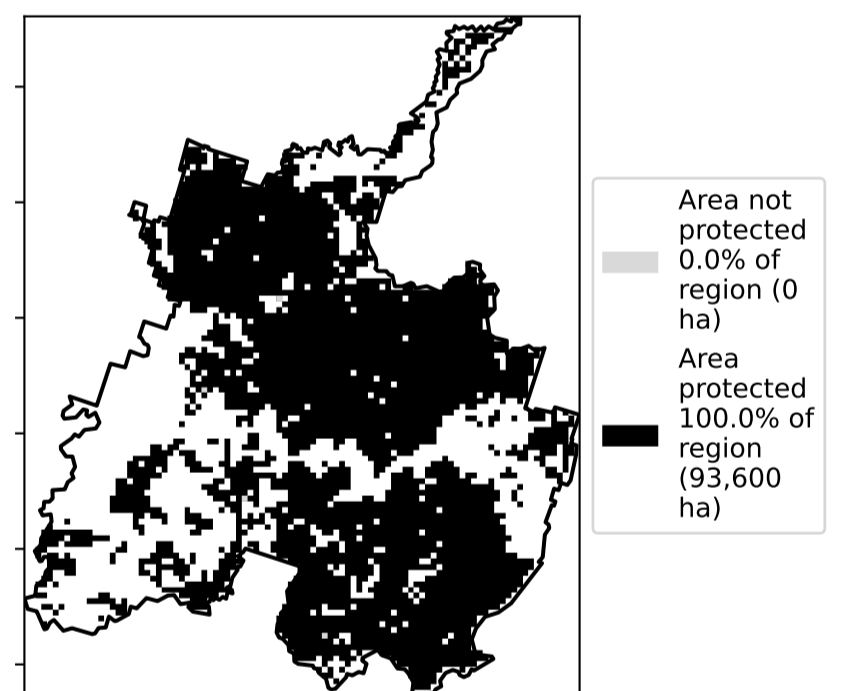 Area not
protected
0.0% of
region (0
ha)
Area
protected
100.0% of
region
(93,600
ha)